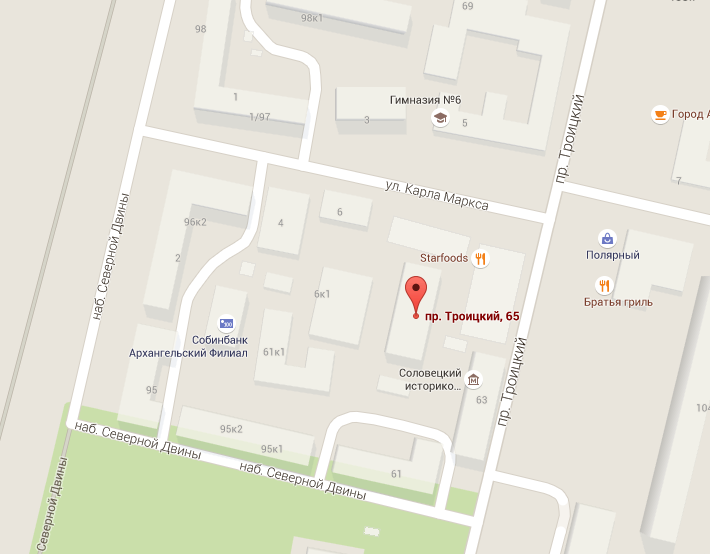 69
98к1
98
Гимназия №6
1
1/97
3
5
Город А
пр. Троицкий
7
ул. Карла Маркса
наб. Северной Двины
96к2
4
6
2
Starfoods
Полярный
Братья гриль
6к1
пр. Троицкий, 65
Собинбанк
Архангельский Филиал
61к1
пр. Троицкий
Соловецкий
историко...
95
63
104
95к2
95к1
наб. Северной Двины
наб. Северной Двины
61
Северной Двины